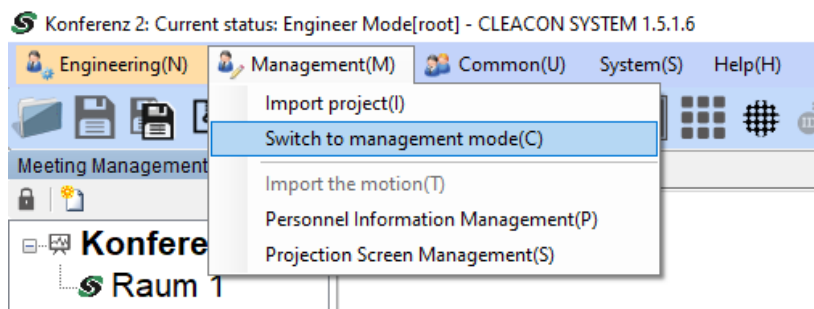 Konferenz 2: Current status: Engineer Mode[root] - CLEACON SYSTEM 1.5.1.6
Engineering(N) Management(M) Common(U) System(S) Help(H)
Import project(I)
Switch to management mode(C)
Meeting Management
Import the motion(T)
Personnel Information Management(P)
Konfere
Projection Screen Management(S)
Raum 1